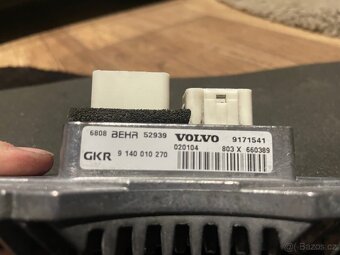 6808 BEHR 52939 VOLVO 9171541
GKR 9 140 010 270 020104 803 X 660389
© Bazos.cz